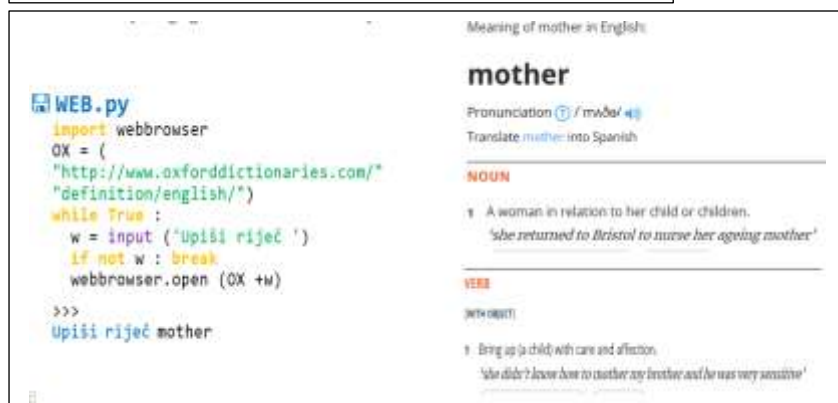 WEB.py
import webbrowser
OX = (
"http://www.oxforddictionaries.com/"
"definition/english/")
while True :
w = input ('Upiši riječ ')
if not w : break
webbrowser.open (OX +w)
>>>
Upiši riječ mother
Meaning of mother in English:
mother
Pronunciation /ˈmʌðə/
Translate mother into Spanish
NOUN
1 A woman in relation to her child or children.
'she returned to Bristol to nurse her ageing mother'
VERB
[WITH OBJECT]
1 Bring up (a child) with care and affection.
'she didn't know how to mother my brother and he was very sensitive'